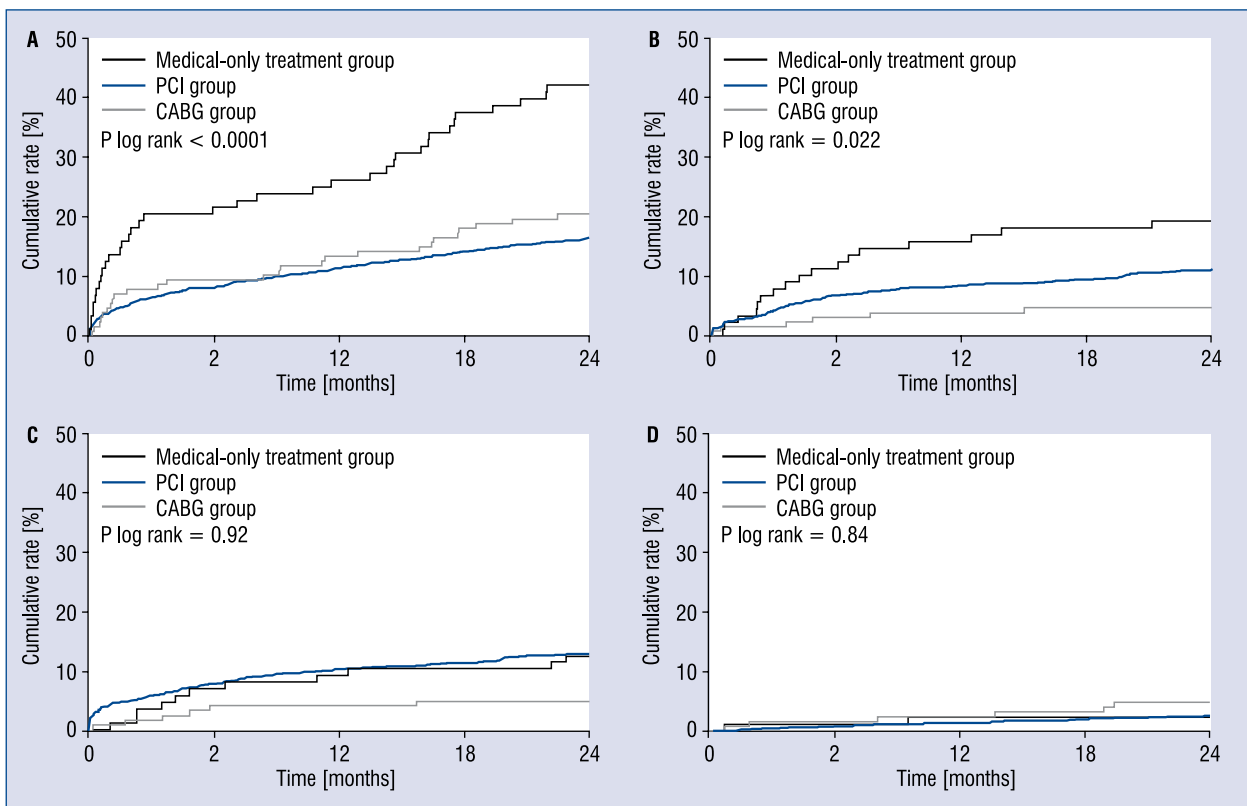 A
Medical-only treatment group
PCI group
CABG group
P log rank < 0.0001
Cumulative rate [%]
50
40
30
20
10
0
0 2 12 18 24
Time [months]
B
Medical-only treatment group
PCI group
CABG group
P log rank = 0.022
Cumulative rate [%]
50
40
30
20
10
0
0 2 12 18 24
Time [months]
C
Medical-only treatment group
PCI group
CABG group
P log rank = 0.92
Cumulative rate [%]
50
40
30
20
10
0
0 2 12 18 24
Time [months]
D
Medical-only treatment group
PCI group
CABG group
P log rank = 0.84
Cumulative rate [%]
50
40
30
20
10
0
0 2 12 18 24
Time [months]